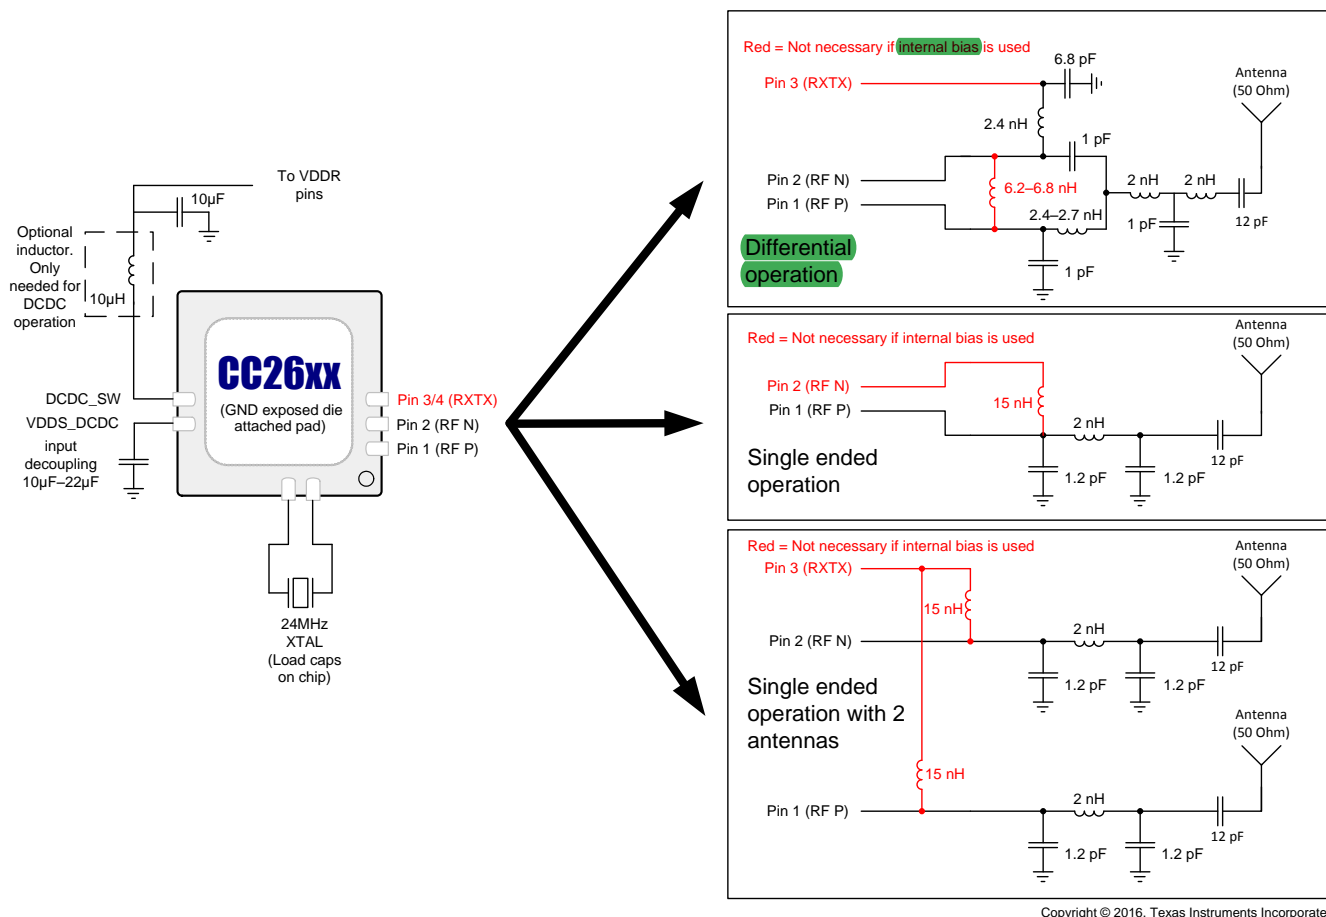 To VDDR
pins
10µF
Optional
inductor.
Only
needed for
DCDC
operation
10µH
CC26xx
(GND exposed die
attached pad)
DCDC_SW
VDDS_DCDC
input
decoupling
10µF–22µF
Pin 3/4 (RXTX)
Pin 2 (RF N)
Pin 1 (RF P)
24MHz
XTAL
(Load caps
on chip)
Red = Not necessary if internal bias is used
Pin 3 (RXTX)
6.8 pF
Antenna
(50 Ohm)
2.4 nH
1 pF
Pin 2 (RF N)
6.2–6.8 nH
2 nH
2 nH
Pin 1 (RF P)
2.4–2.7 nH
1 pF
12 pF
Differential
operation
1 pF
Red = Not necessary if internal bias is used
Antenna
(50 Ohm)
Pin 2 (RF N)
15 nH
Pin 1 (RF P)
2 nH
12 pF
Single ended
operation
1.2 pF
1.2 pF
Red = Not necessary if internal bias is used
Antenna
(50 Ohm)
Pin 3 (RXTX)
15 nH
Pin 2 (RF N)
2 nH
12 pF
1.2 pF
1.2 pF
Single ended
operation with 2
antennas
Antenna
(50 Ohm)
15 nH
Pin 1 (RF P)
2 nH
12 pF
1.2 pF
1.2 pF
Copyright © 2016, Texas Instruments Incorporate